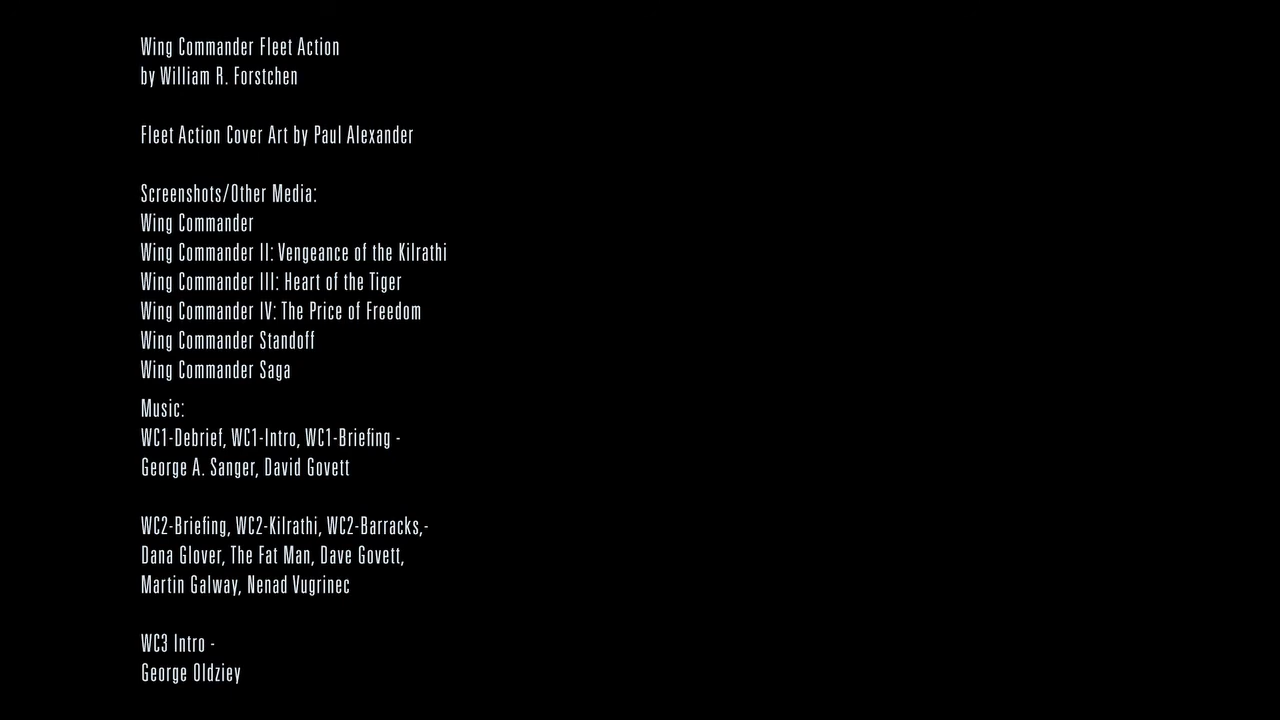 Wing Commander Fleet Action
by William R. Forstchen
Fleet Action Cover Art by Paul Alexander
Screenshots/Other Media:
Wing Commander
Wing Commander II: Vengeance of the Kilrathi
Wing Commander III: Heart of the Tiger
Wing Commander IV: The Price of Freedom
Wing Commander Standoff
Wing Commander Saga
Music:
WC1-Debrief, WC1-Intro, WC1-Briefing -
George A. Sanger, David Govett
WC2-Briefing, WC2-Kilrathi, WC2-Barracks,-
Dana Glover, The Fat Man, Dave Govett,
Martin Galway, Nenad Vugrinec
WC3 Intro -
George Oldziey